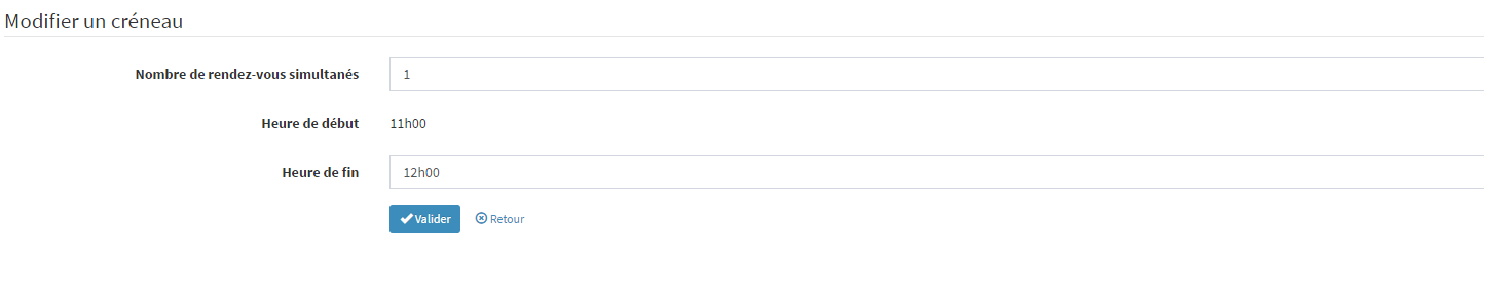 Modifier un créneau
Nombre de rendez-vous simultanés 1
Heure de début 11h00
Heure de fin 12h00
Valider Retour